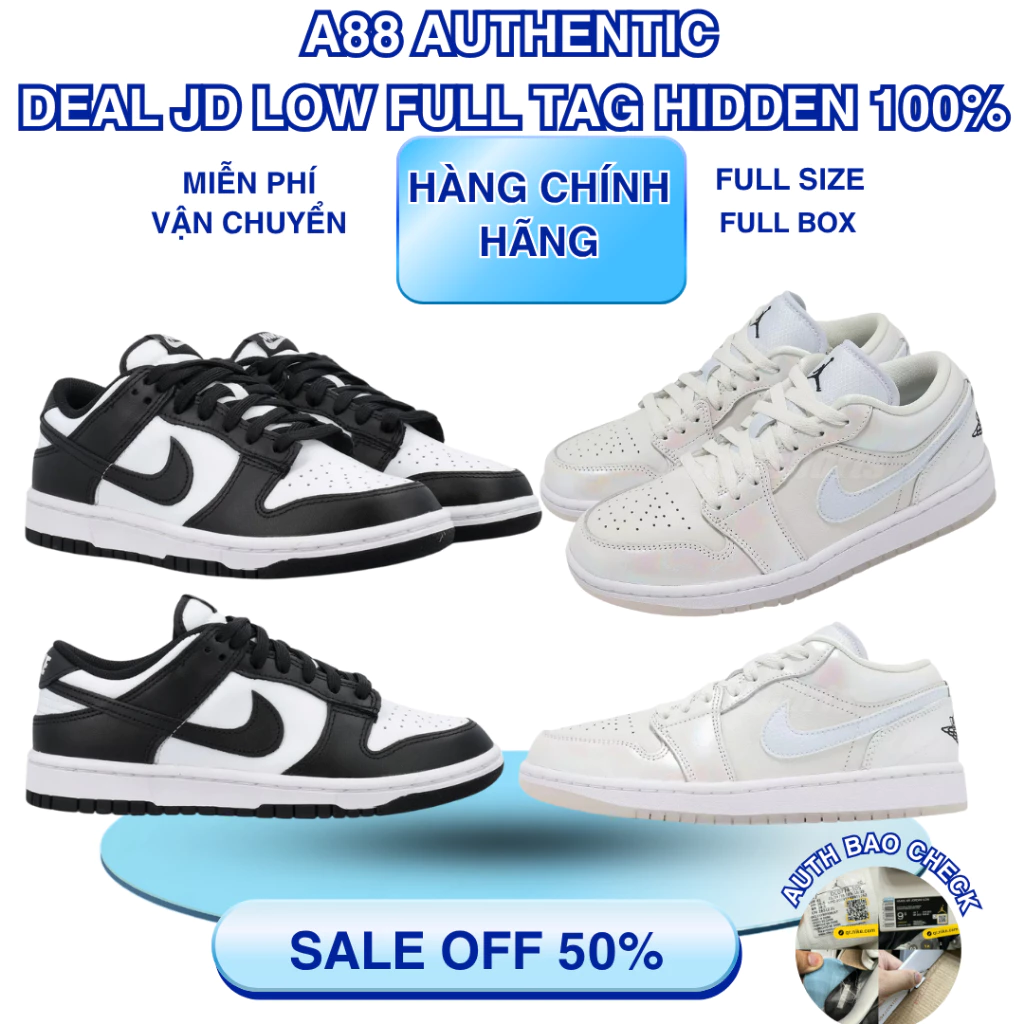 A88 AUTHENTIC
DEAL JD LOW FULL TAG HIDDEN 100%
MIỄN PHÍ
VẬN CHUYỂN
HÀNG CHÍNH
HÃNG
FULL SIZE
FULL BOX
AUTH BAO CHECK
SALE OFF 50%